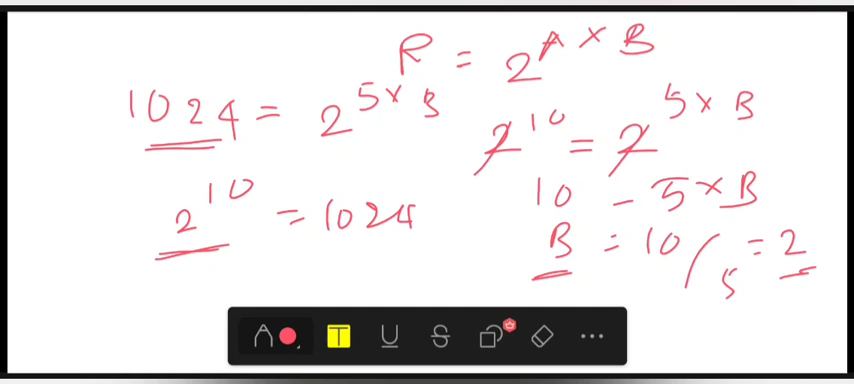 R = 2^A × B
1024 = 2^5 × B
2^10 = 2^5 × B
2^10 = 1024
10 = 5 × B
B = 10/5 = 2
T U S